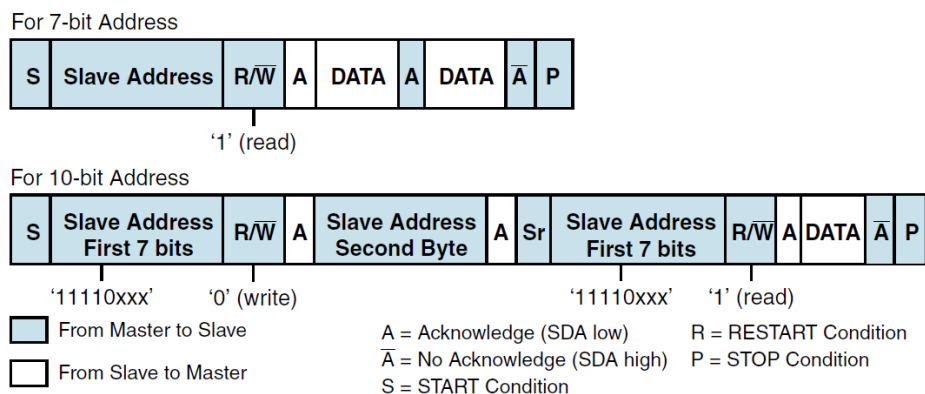 For 7-bit Address
S Slave Address R/W̅ A DATA A DATA A̅ P
‘1’ (read)
For 10-bit Address
S Slave Address First 7 bits R/W̅ A Slave Address Second Byte A Sr Slave Address First 7 bits R/W̅ A DATA A̅ P
‘11110xxx’ ‘0’ (write) ‘11110xxx’ ‘1’ (read)
From Master to Slave
From Slave to Master
A = Acknowledge (SDA low)
A̅ = No Acknowledge (SDA high)
S = START Condition
R = RESTART Condition
P = STOP Condition